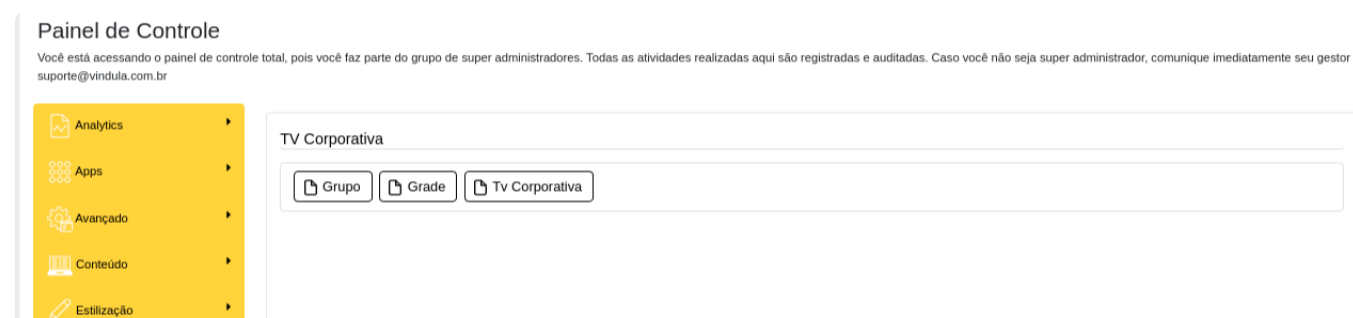 Painel de Controle
Você está acessando o painel de controle total, pois você faz parte do grupo de super administradores. Todas as atividades realizadas aqui são registradas e auditadas. Caso você não seja super administrador, comunique imediatamente seu gestor
suporte@vindula.com.br
Analytics
Apps
Avançado
Conteúdo
Estilização
TV Corporativa
Grupo
Grade
Tv Corporativa